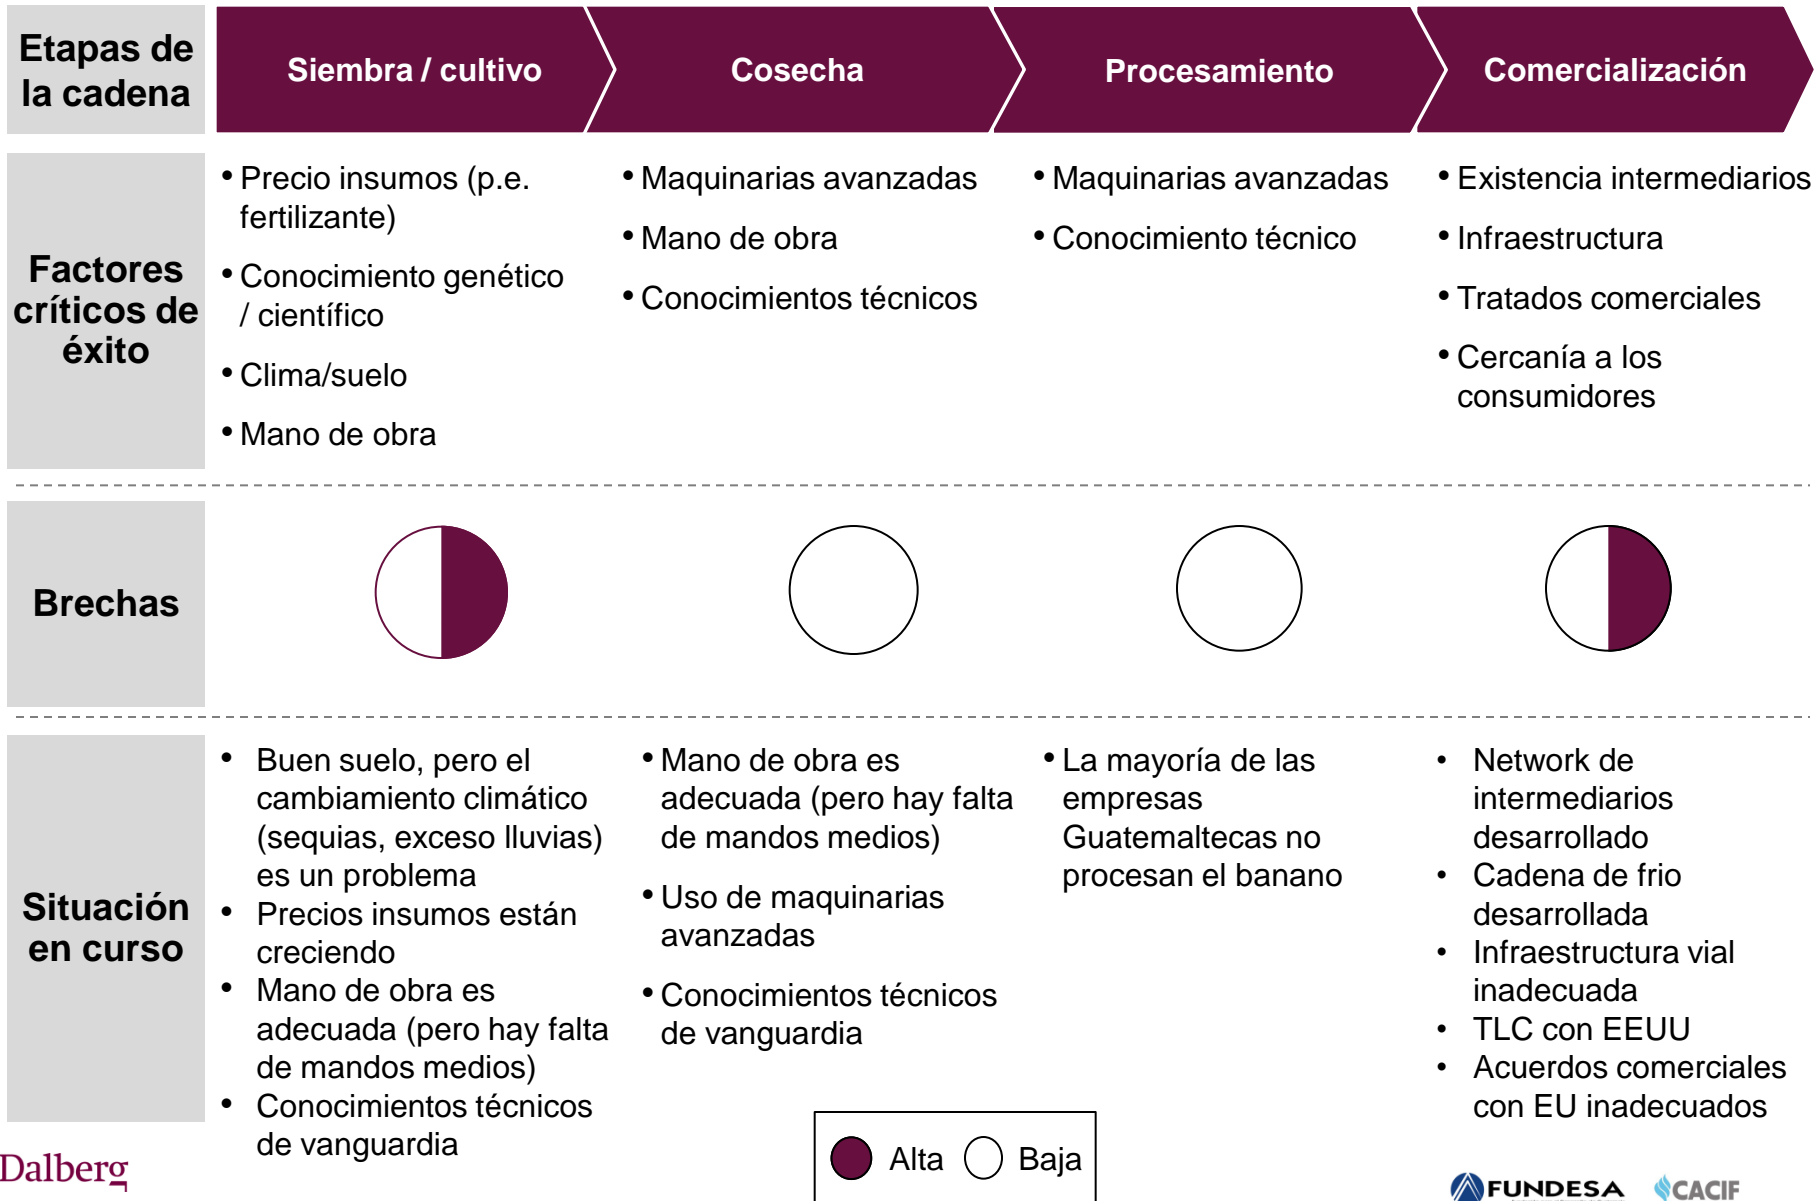 Etapas de
la cadena
Siembra / cultivo
Cosecha
Procesamiento
Comercialización
Factores
críticos de
éxito
• Precio insumos (p.e.
fertilizante)
• Conocimiento genético
/ científico
• Clima/suelo
• Mano de obra
• Maquinarias avanzadas
• Mano de obra
• Conocimientos técnicos
• Maquinarias avanzadas
• Conocimiento técnico
• Existencia intermediarios
• Infraestructura
• Tratados comerciales
• Cercanía a los
consumidores
Brechas
Situación
en curso
• Buen suelo, pero el
cambiamento climático
(sequias, exceso lluvias)
es un problema
• Precios insumos están
creciendo
• Mano de obra es
adecuada (pero hay falta
de mandos medios)
• Conocimientos técnicos
de vanguardia
• Mano de obra es
adecuada (pero hay falta
de mandos medios)
• Uso de maquinarias
avanzadas
• Conocimientos técnicos
de vanguardia
• La mayoría de las
empresas
Guatemaltecas no
procesan el banano
• Network de
intermediarios
desarrollado
• Cadena de frio
desarrollada
• Infraestructura vial
inadecuada
• TLC con EEUU
• Acuerdos comerciales
con EU inadecuados
Alta
Baja
Dalberg
FUNDESA
CACIF